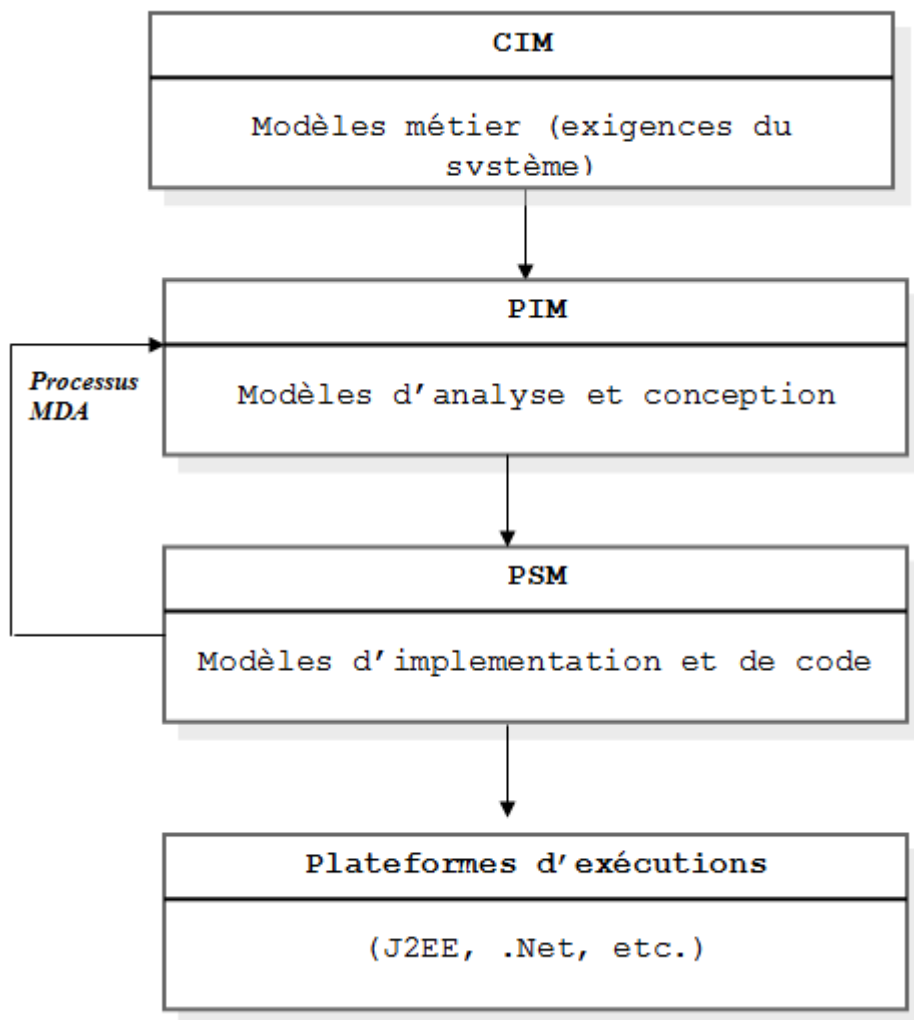 CIM
Modèles métier (exigences du
système)
PIM
Processus
MDA
Modèles d'analyse et conception
PSM
Modèles d'implementation et de code
Plateformes d'exécutions
(J2EE, .Net, etc.)